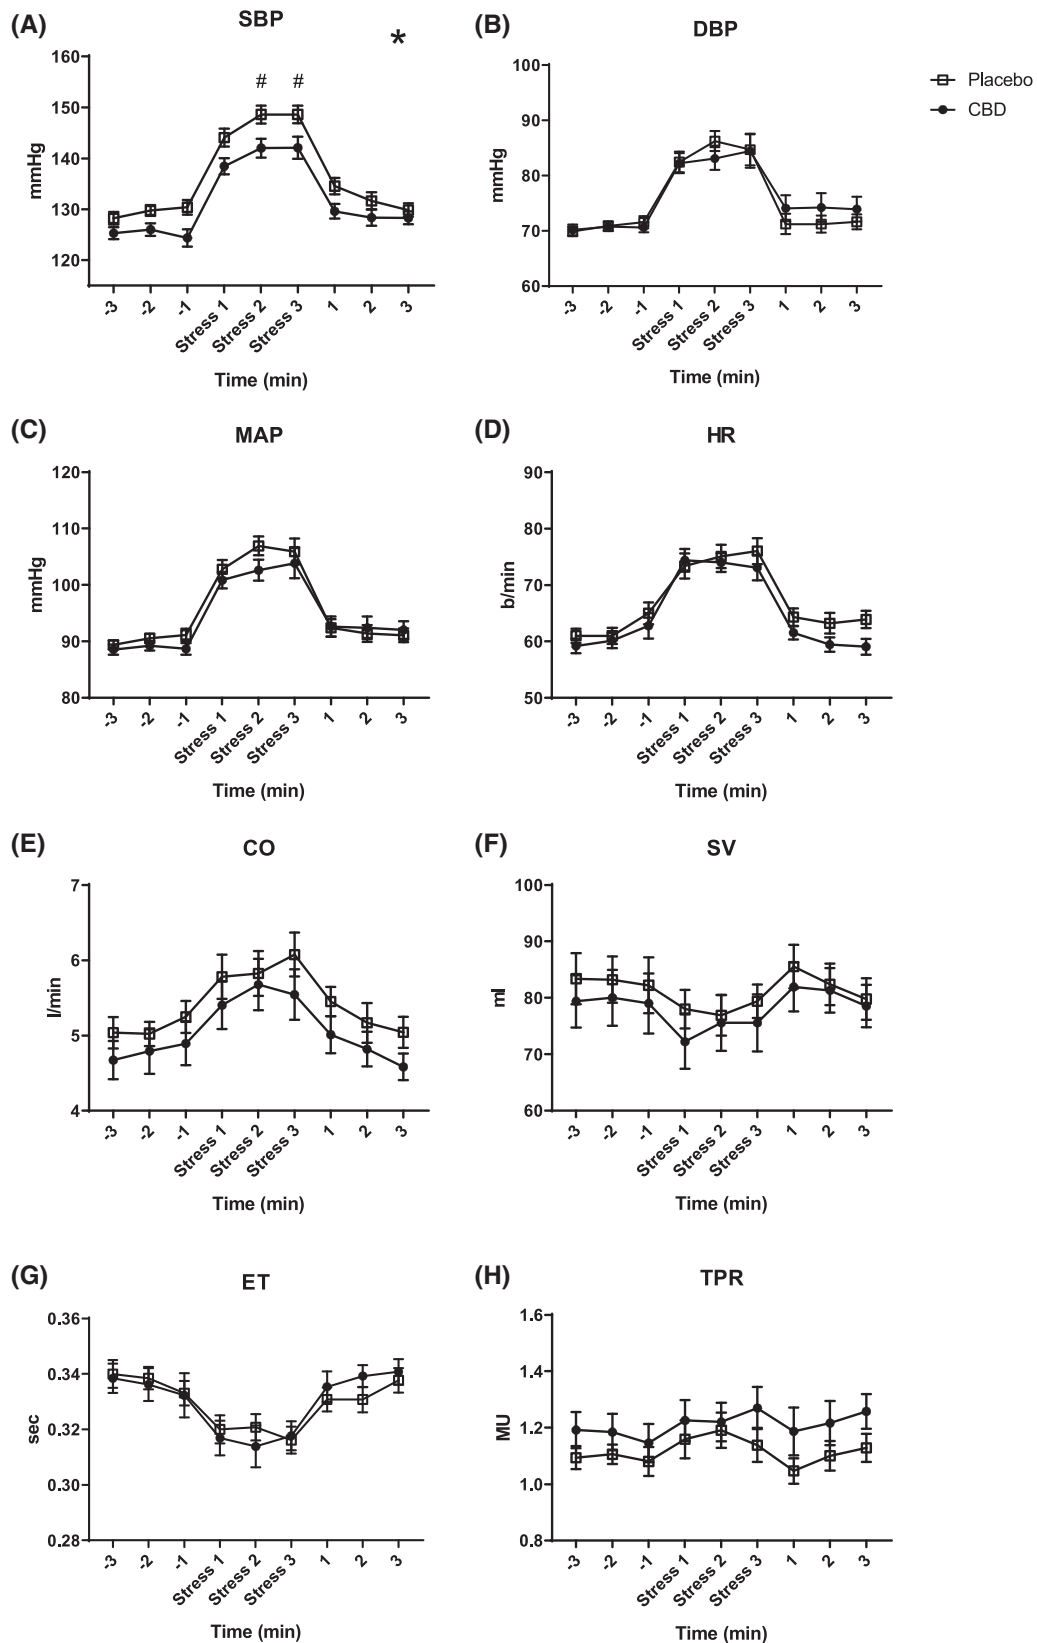 (A)
SBP
*
160
150
140
130
120
mmHg
# #
-3 -2 -1 Stress 1 Stress 2 Stress 3 1 2 3
Time (min)
(B)
DBP
100
90
80
70
60
mmHg
-3 -2 -1 Stress 1 Stress 2 Stress 3 1 2 3
Time (min)
Placebo
CBD
(C)
MAP
120
110
100
90
80
mmHg
-3 -2 -1 Stress 1 Stress 2 Stress 3 1 2 3
Time (min)
(D)
HR
90
80
70
60
50
b/min
-3 -2 -1 Stress 1 Stress 2 Stress 3 1 2 3
Time (min)
(E)
CO
7
6
5
4
l/min
-3 -2 -1 Stress 1 Stress 2 Stress 3 1 2 3
Time (min)
(F)
SV
100
90
80
70
60
ml
-3 -2 -1 Stress 1 Stress 2 Stress 3 1 2 3
Time (min)
(G)
ET
0.36
0.34
0.32
0.30
0.28
sec
-3 -2 -1 Stress 1 Stress 2 Stress 3 1 2 3
Time (min)
(H)
TPR
1.6
1.4
1.2
1.0
0.8
MU
-3 -2 -1 Stress 1 Stress 2 Stress 3 1 2 3
Time (min)